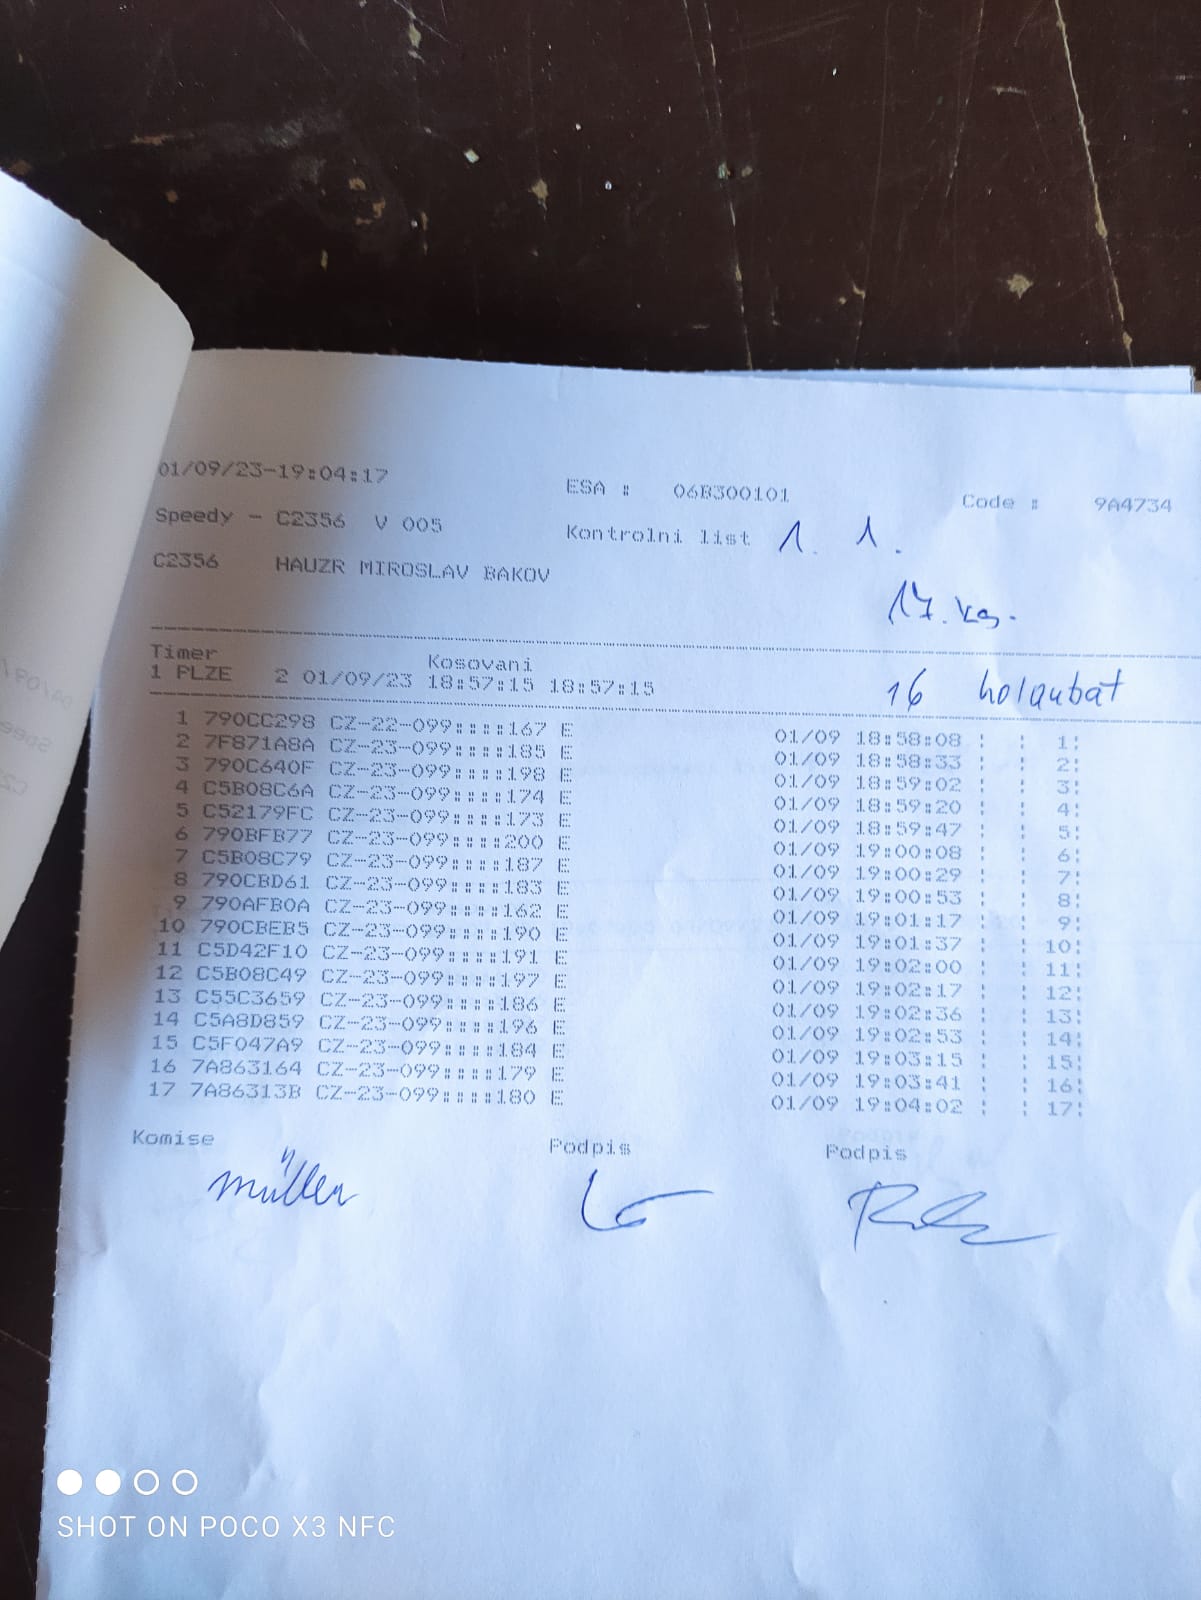 01/09/23-19:04:17
ESA : 06B300101 Code : 9A4734
Speedy - C2356 V 005
Kontrolni list 1. 1.
C2356 HAUZR MIROSLAV BAKOV
17. ks.
Timer Kosovani
1 PLZE 2 01/09/23 18:57:15 18:57:15
16 holoubat
1 790CC298 CZ-22-099::::167 E 01/09 18:58:08 : : 1:
2 7F871A8A CZ-23-099::::185 E 01/09 18:58:33 : : 2:
3 790C640F CZ-23-099::::198 E 01/09 18:59:02 : : 3:
4 C5B08C6A CZ-23-099::::174 E 01/09 18:59:20 : : 4:
5 C52179FC CZ-23-099::::173 E 01/09 18:59:47 : : 5:
6 790BFB77 CZ-23-099::::200 E 01/09 19:00:08 : : 6:
7 C5B08C79 CZ-23-099::::187 E 01/09 19:00:29 : : 7:
8 790CBD61 CZ-23-099::::183 E 01/09 19:00:53 : : 8:
9 790AFB0A CZ-23-099::::162 E 01/09 19:01:17 : : 9:
10 790CBEB5 CZ-23-099::::190 E 01/09 19:01:37 : : 10:
11 C5D42F10 CZ-23-099::::191 E 01/09 19:02:00 : : 11:
12 C5B08C49 CZ-23-099::::197 E 01/09 19:02:17 : : 12:
13 C55C3659 CZ-23-099::::186 E 01/09 19:02:36 : : 13:
14 C5A8D859 CZ-23-099::::196 E 01/09 19:02:53 : : 14:
15 C5F047A9 CZ-23-099::::184 E 01/09 19:03:15 : : 15:
16 7A863164 CZ-23-099::::179 E 01/09 19:03:41 : : 16:
17 7A86313B CZ-23-099::::180 E 01/09 19:04:02 : : 17:
Komise Podpis Podpis
müller
SHOT ON POCO X3 NFC